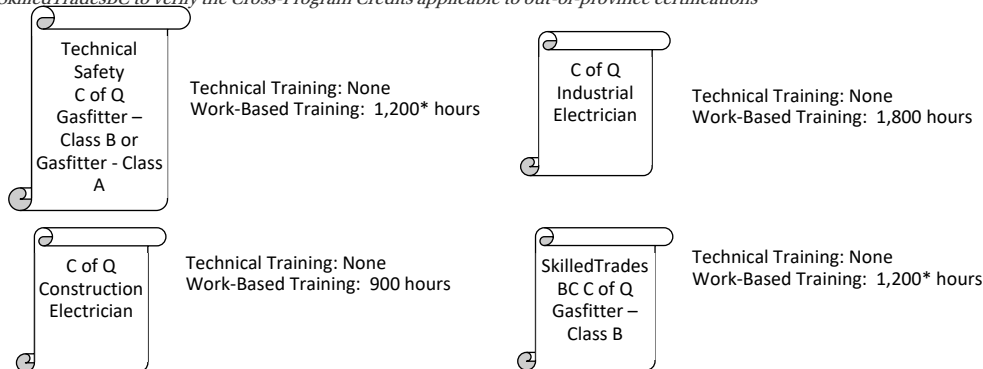 SkilledTradesBC to verify the Cross-Program Credits applicable to out-of-province certifications
Technical
Safety
C of Q
Gasfitter –
Class B or
Gasfitter - Class
A
Technical Training: None
Work-Based Training: 1,200* hours
C of Q
Industrial
Electrician
Technical Training: None
Work-Based Training: 1,800 hours
C of Q
Construction
Electrician
Technical Training: None
Work-Based Training: 900 hours
SkilledTrades
BC C of Q
Gasfitter –
Class B
Technical Training: None
Work-Based Training: 1,200* hours